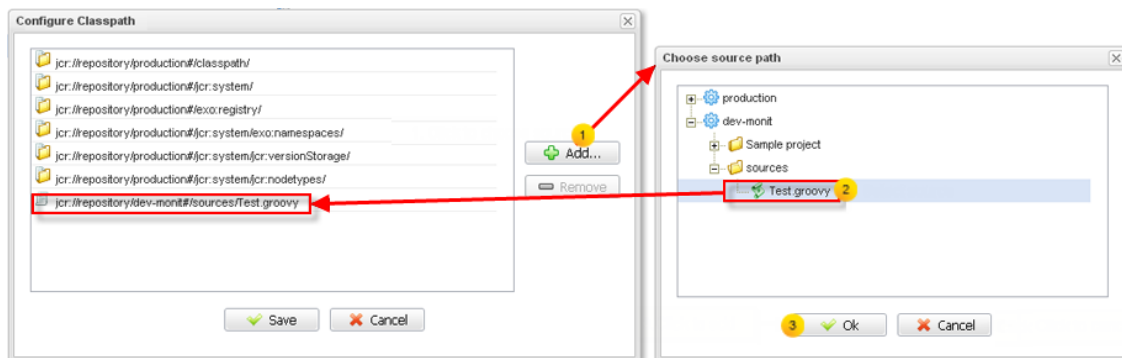 Configure Classpath
jcr://repository/production#/classpath/
jcr://repository/production#/jcr:system/
jcr://repository/production#/exo:registry/
jcr://repository/production#/jcr:system/exo:namespaces/
jcr://repository/production#/jcr:system/jcr:versionStorage/
jcr://repository/production#/jcr:system/jcr:nodetypes/
jcr://repository/dev-monit#/sources/Test.groovy
1
Add...
Remove
Save
Cancel
Choose source path
production
dev-monit
Sample project
sources
Test.groovy 2
3 Ok
Cancel